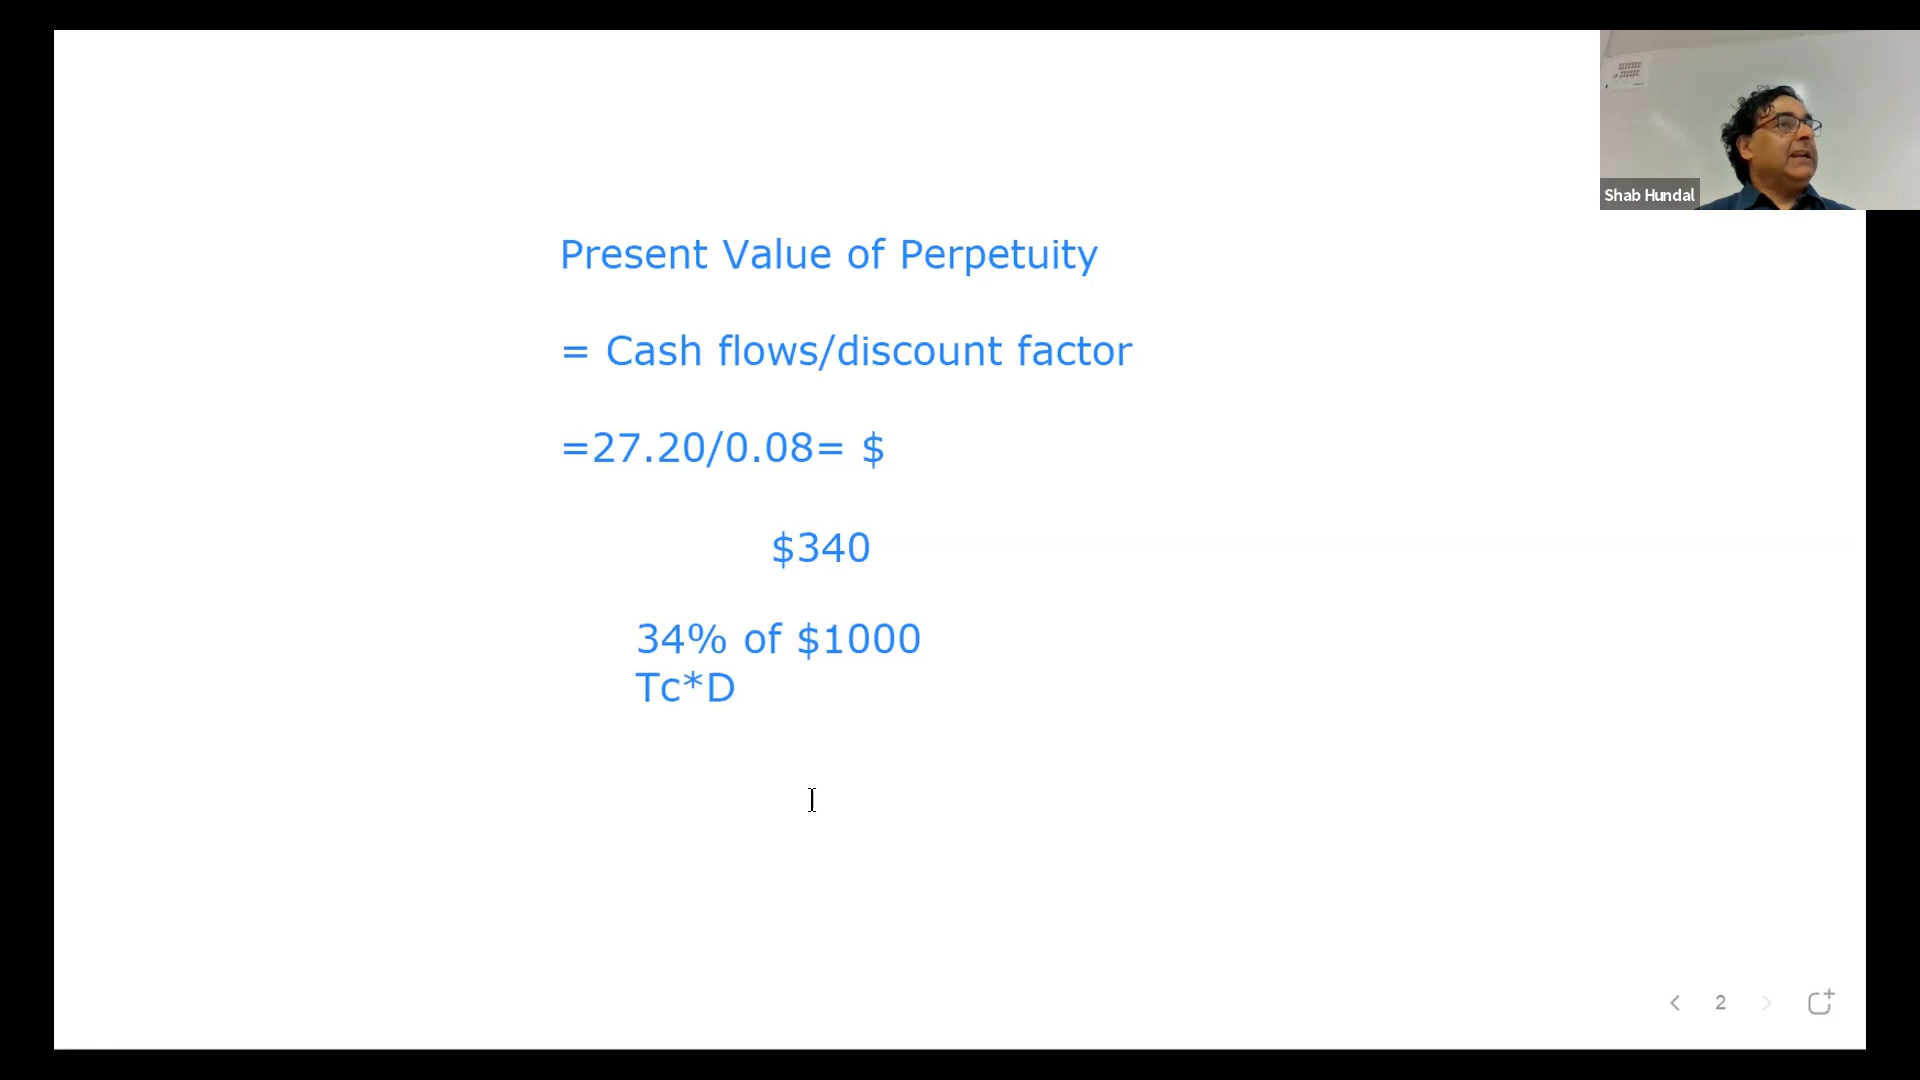 Shab Hundal
Present Value of Perpetuity
= Cash flows/discount factor
=27.20/0.08= $
$340
34% of $1000
Tc*D
2